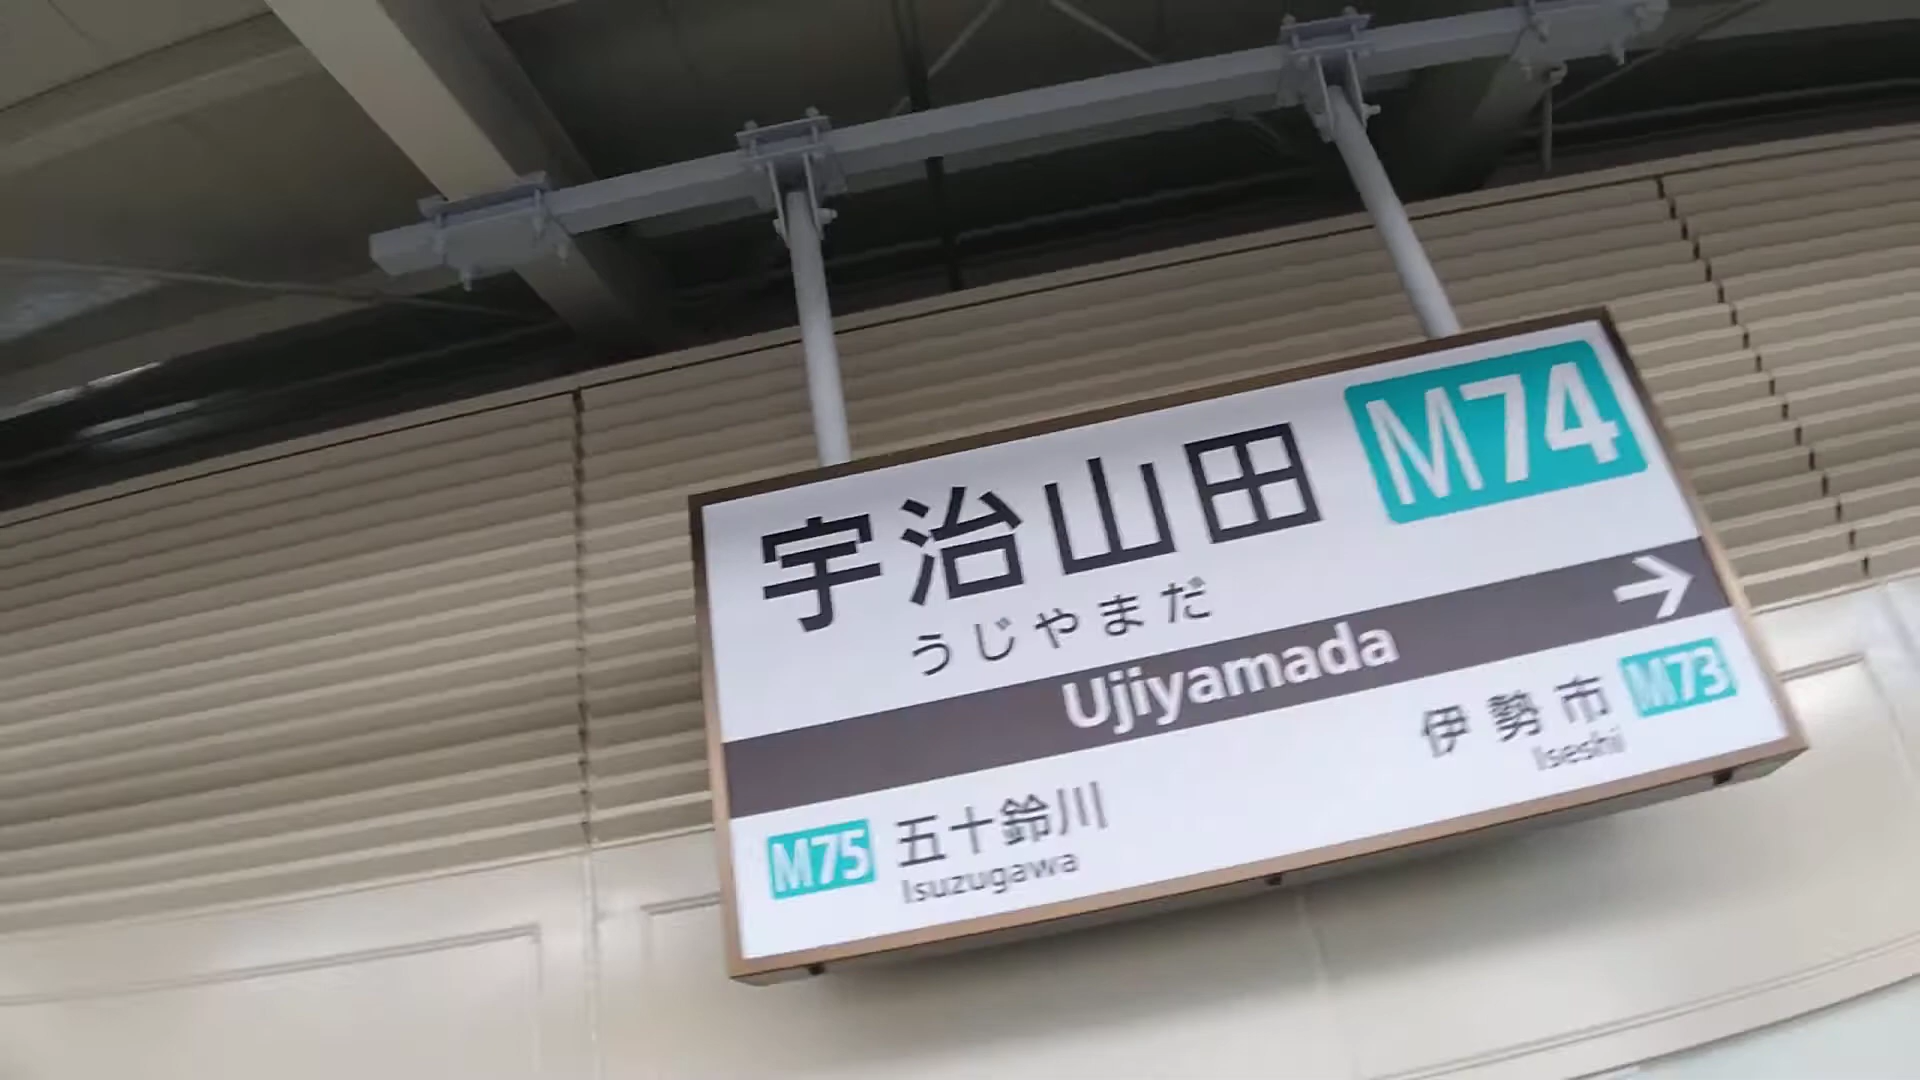 宇治山田 M74
うじやまだ
Ujiyamada →
伊勢市 M73
Iseshi
M75 五十鈴川
Isuzugawa